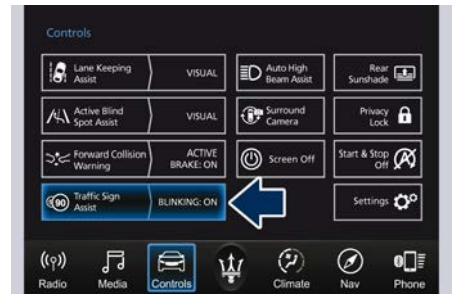 Controls
Lane Keeping
Assist
VISUAL
Auto High
Beam Assist
Rear
Sunshade
Active Blind
Spot Assist
VISUAL
Surround
Camera
Privacy
Lock
Forward Collision
Warning
ACTIVE
BRAKE: ON
Screen Off
Start & Stop
Off
90
Traffic Sign
Assist
BLINKING: ON
Settings
Radio
Media
Controls
Climate
Nav
Phone